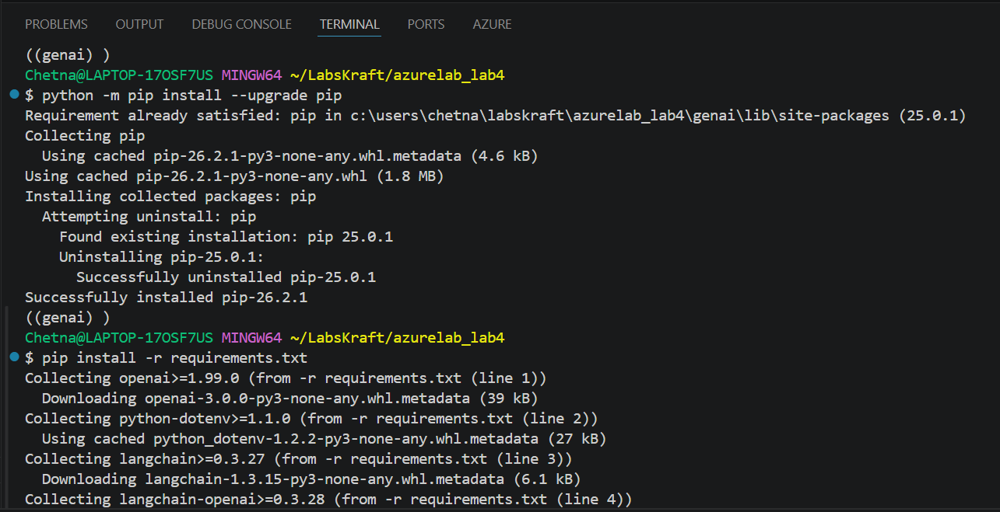 PROBLEMS OUTPUT DEBUG CONSOLE TERMINAL PORTS AZURE
((genai) )
Chetna@LAPTOP-17OSF7US MINGW64 ~/LabsKraft/azurelab_lab4
$ python -m pip install --upgrade pip
Requirement already satisfied: pip in c:\users\chetna\labskraft\azurelab_lab4\genai\lib\site-packages (25.0.1)
Collecting pip
  Using cached pip-26.2.1-py3-none-any.whl.metadata (4.6 kB)
Using cached pip-26.2.1-py3-none-any.whl (1.8 MB)
Installing collected packages: pip
  Attempting uninstall: pip
    Found existing installation: pip 25.0.1
    Uninstalling pip-25.0.1:
      Successfully uninstalled pip-25.0.1
Successfully installed pip-26.2.1
((genai) )
Chetna@LAPTOP-17OSF7US MINGW64 ~/LabsKraft/azurelab_lab4
$ pip install -r requirements.txt
Collecting openai>=1.99.0 (from -r requirements.txt (line 1))
  Downloading openai-3.0.0-py3-none-any.whl.metadata (39 kB)
Collecting python-dotenv>=1.1.0 (from -r requirements.txt (line 2))
  Using cached python_dotenv-1.2.2-py3-none-any.whl.metadata (27 kB)
Collecting langchain>=0.3.27 (from -r requirements.txt (line 3))
  Downloading langchain-1.3.15-py3-none-any.whl.metadata (6.1 kB)
Collecting langchain-openai>=0.3.28 (from -r requirements.txt (line 4))